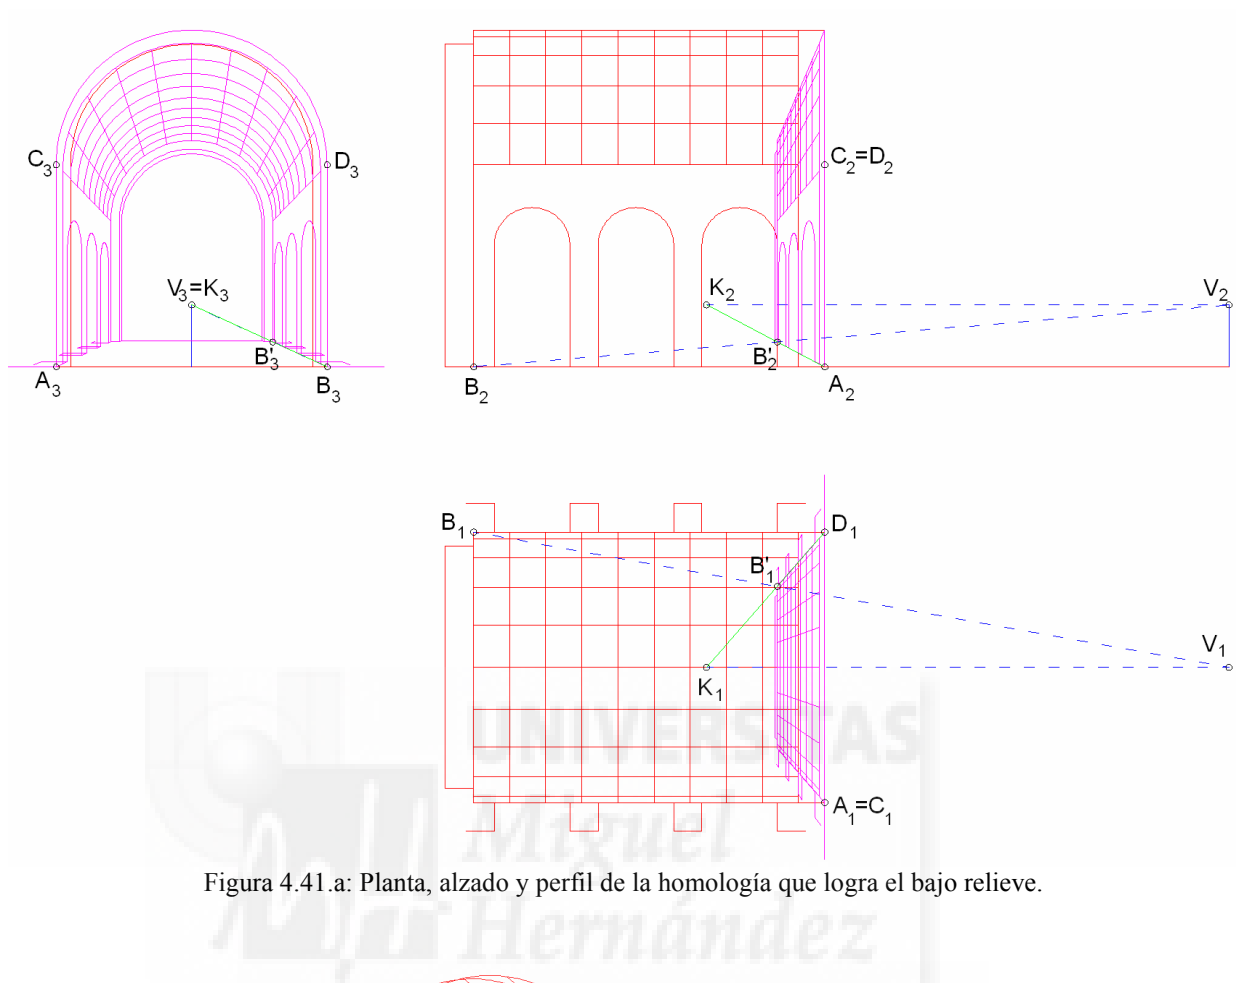 C3
D3
V3=K3
B'3
A3
B3
C2=D2
K2
V2
B'2
B2
A2
B1
D1
B'1
V1
K1
A1=C1
UNIVERSITAS
Miguel
Hernández
Figura 4.41.a: Planta, alzado y perfil de la homología que logra el bajo relieve.